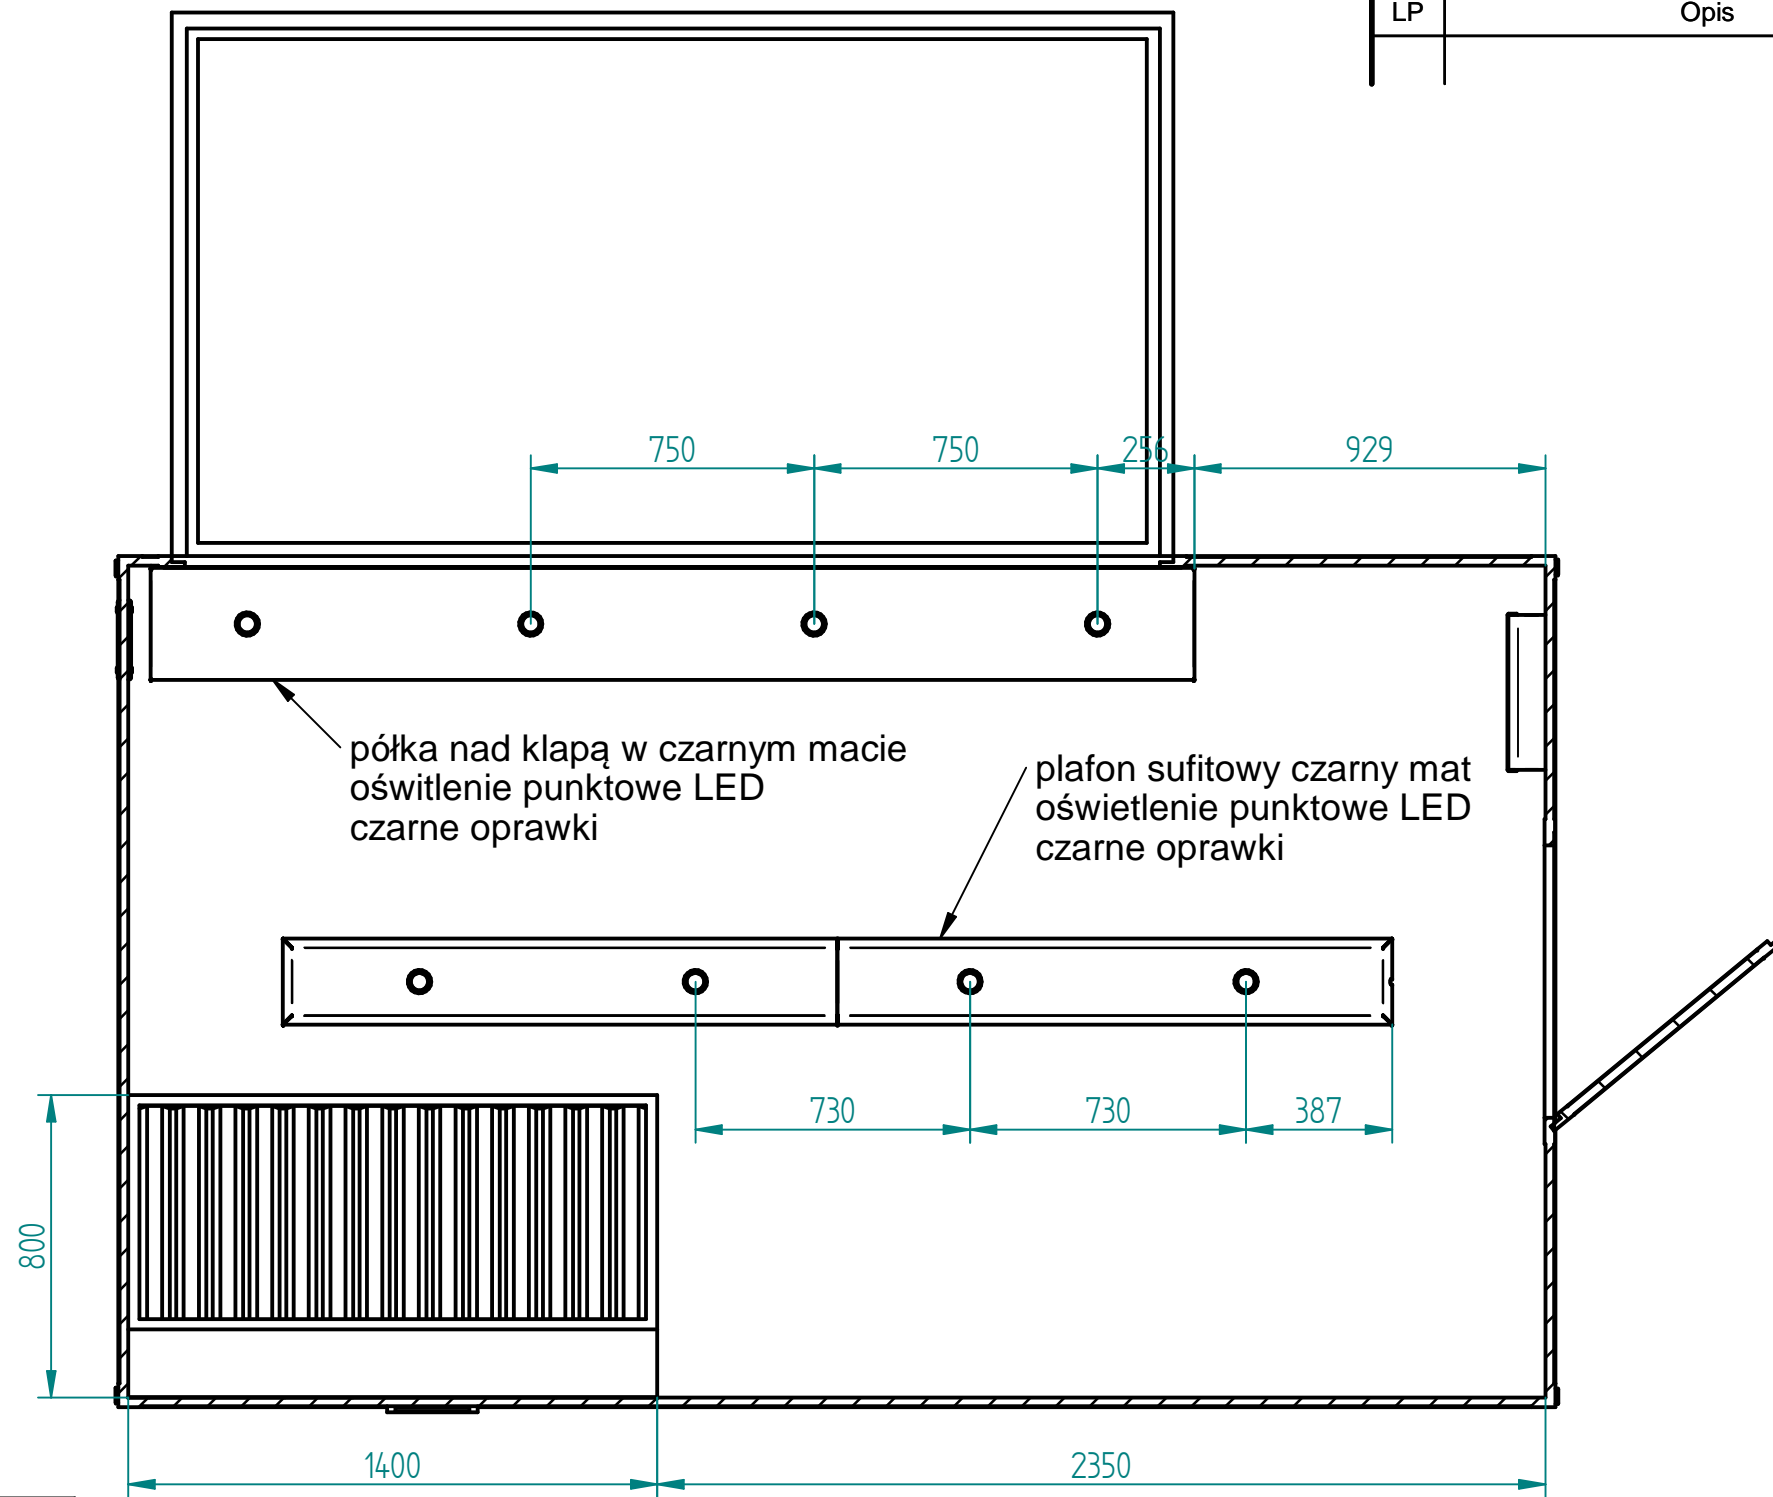 LP
Opis
750
750
256
929
półka nad klapą w czarnym macie
oświtlenie punktowe LED
czarne oprawki
plafon sufitowy czarny mat
oświetlenie punktowe LED
czarne oprawki
730
730
387
800
1400
2350